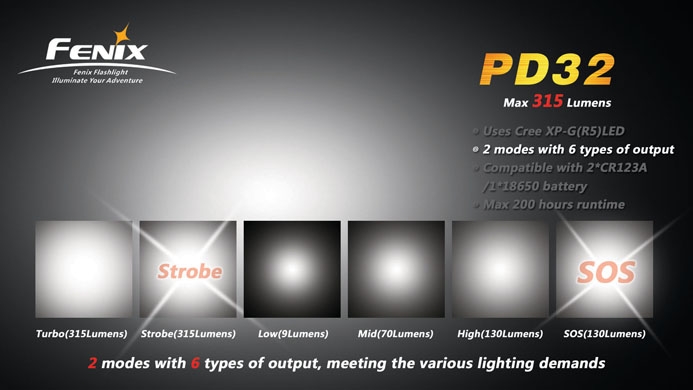 FENIX
Fenix Flashlight
Illuminate Your Adventure
PD32
Max 315 Lumens
Uses Cree XP-G(R5)LED
2 modes with 6 types of output
Compatible with 2*CR123A
/1*18650 battery
Max 200 hours runtime
Strobe
SOS
Turbo(315Lumens) Strobe(315Lumens) Low(9Lumens) Mid(70Lumens) High(130Lumens) SOS(130Lumens)
2 modes with 6 types of output, meeting the various lighting demands